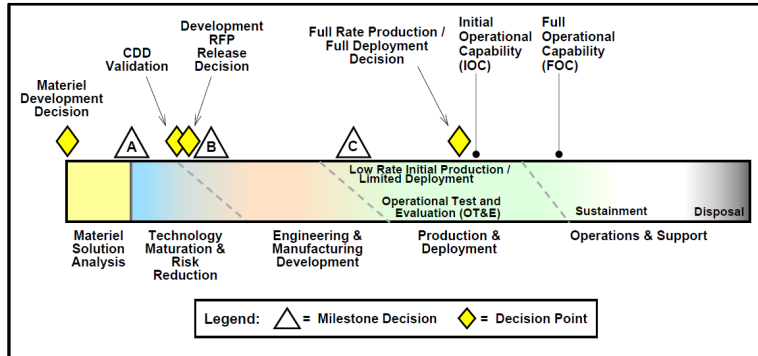 Materiel
Development
Decision
CDD
Validation
Development
RFP
Release
Decision
Full Rate Production /
Full Deployment
Decision
Initial
Operational
Capability
(IOC)
Full
Operational
Capability
(FOC)
A
B
C
Low Rate Initial Production /
Limited Deployment
Operational Test and
Evaluation (OT&E)
Sustainment
Disposal
Materiel
Solution
Analysis
Technology
Maturation &
Risk
Reduction
Engineering &
Manufacturing
Development
Production &
Deployment
Operations & Support
Legend: A = Milestone Decision = Decision Point